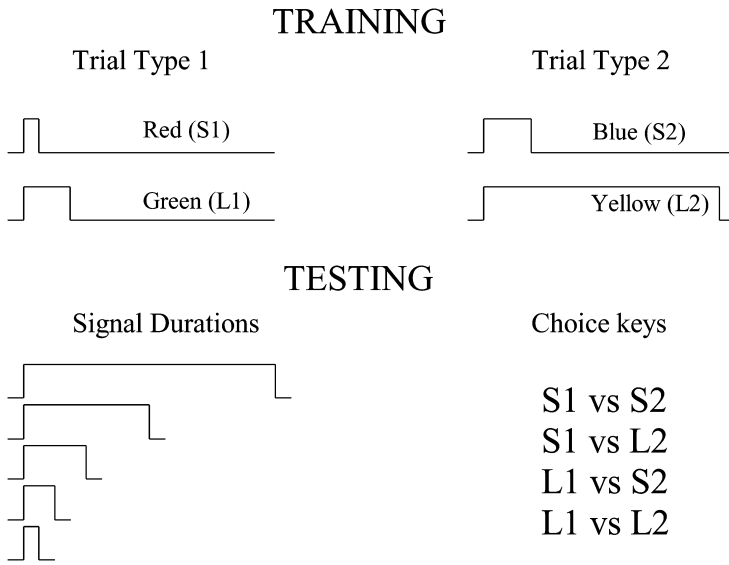 TRAINING
Trial Type 1
Trial Type 2
Red (S1)
Blue (S2)
Green (L1)
Yellow (L2)
TESTING
Signal Durations
Choice keys
S1 vs S2
S1 vs L2
L1 vs S2
L1 vs L2